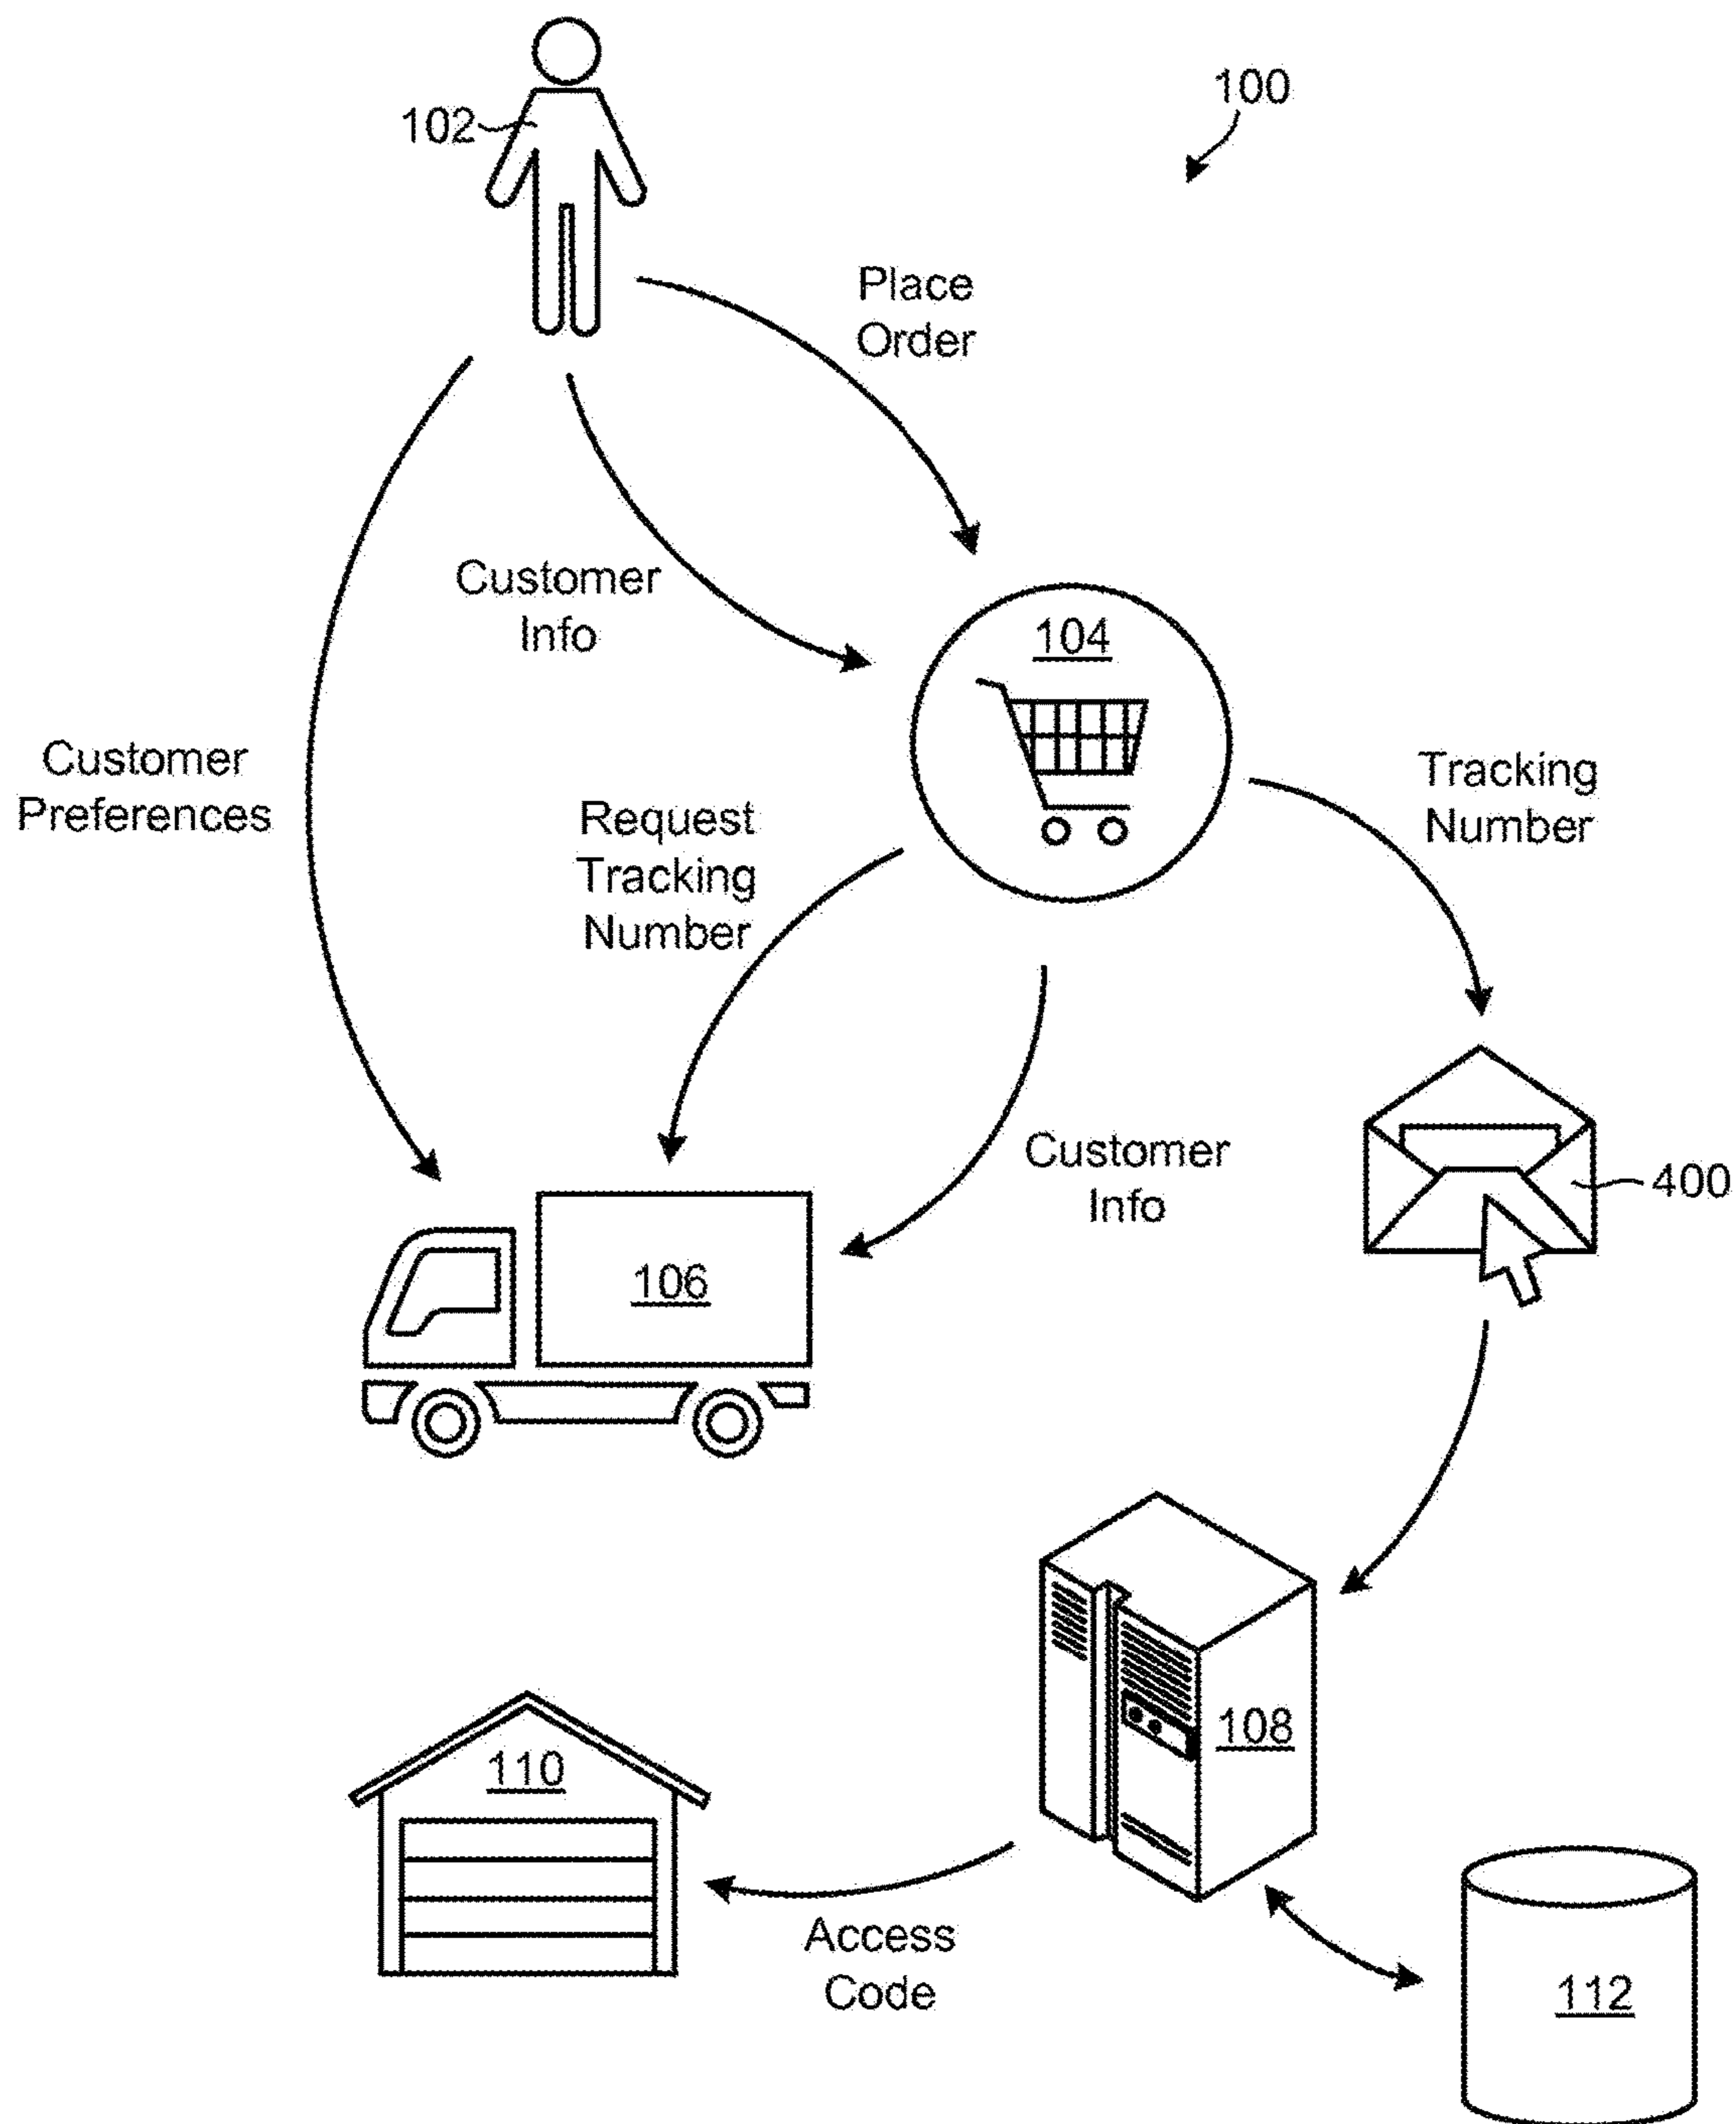 100
102
Place
Order
Customer
Info
104
Customer
Preferences
Request
Tracking
Number
Tracking
Number
Customer
Info
400
106
108
110
Access
Code
112